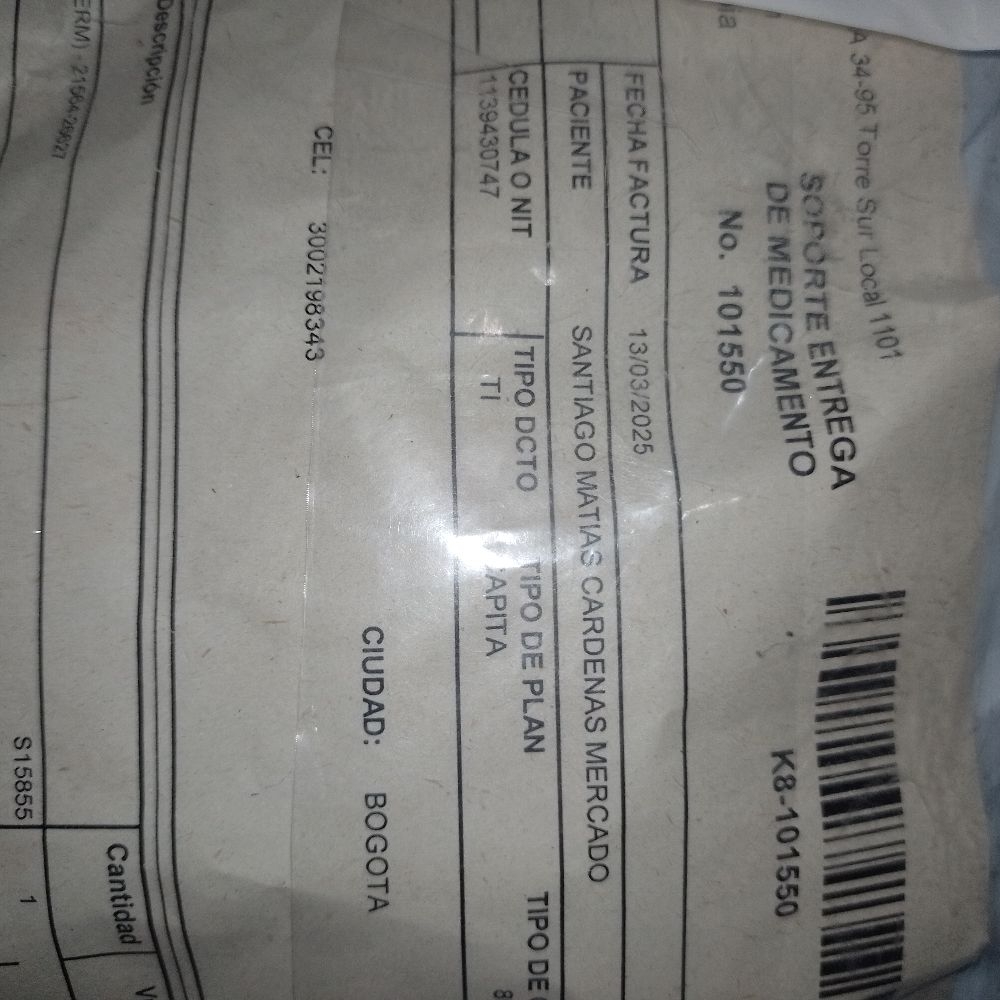 A 34-95 Torre Sur Local 1101
SOPORTE ENTREGA
DE MEDICAMENTO
No. 101550
K8-101550
FECHA FACTURA 13/03/2025
PACIENTE SANTIAGO MATIAS CARDENAS MERCADO
CEDULA O NIT TIPO DCTO TIPO DE PLAN TIPO DE
1139430747 TI APITA 8
CIUDAD: BOGOTA
CEL: 3002198343
Descripción Cantidad
S15855 1